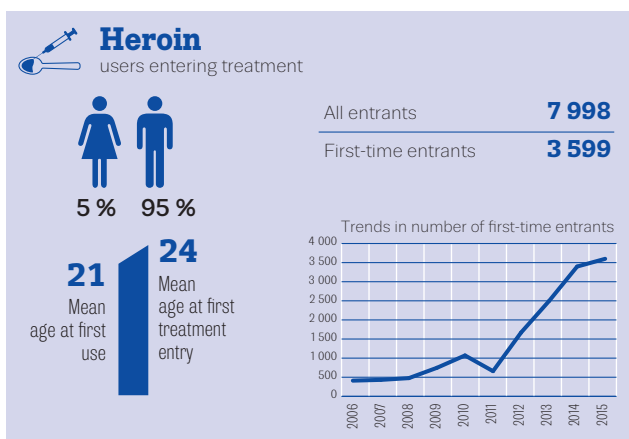 Heroin
users entering treatment
5 % 95 %
21
Mean
age at first
use
24
Mean
age at first
treatment
entry
All entrants 7 998
First-time entrants 3 599
Trends in number of first-time entrants
4 000
3 500
3 000
2 500
2 000
1 500
1 000
500
0
2006 2007 2008 2009 2010 2011 2012 2013 2014 2015